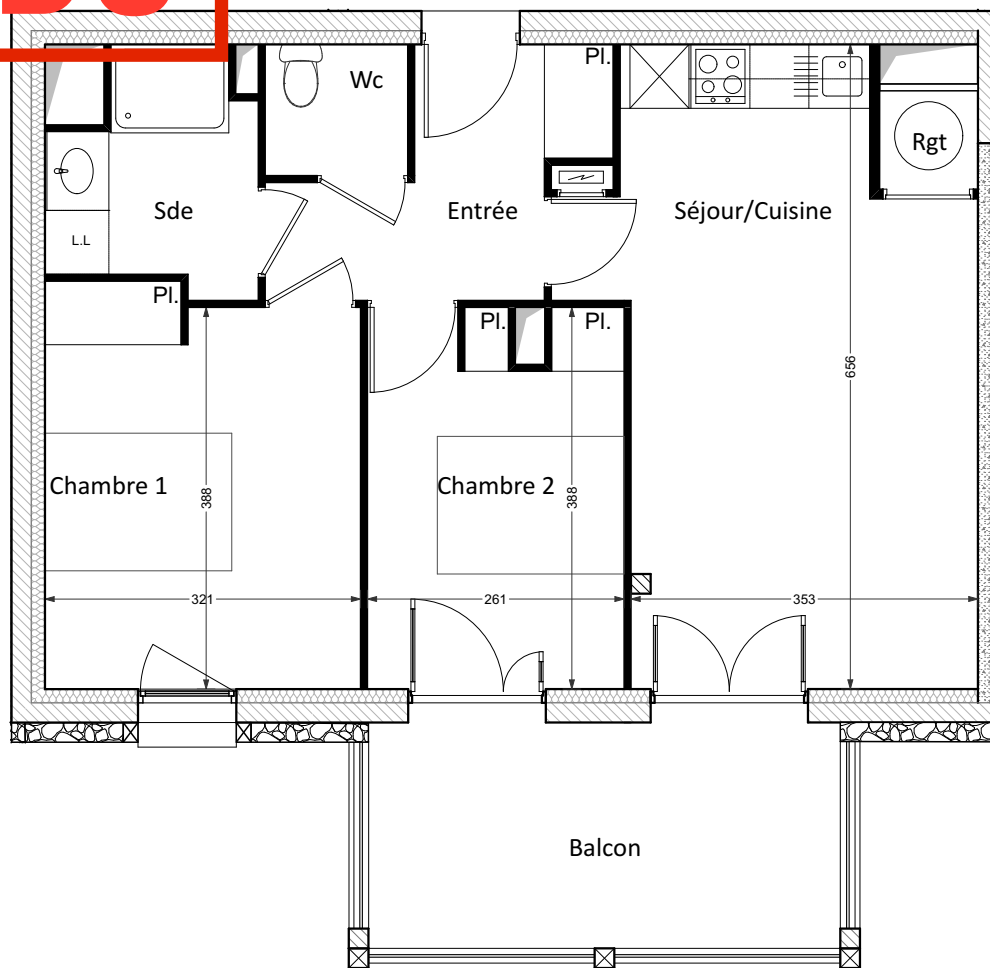 Wc
Pl.
Rgt
Sde
Entrée
Séjour/Cuisine
L.L
Pl.
Pl.
Pl.
656
Chambre 1
388
Chambre 2
388
321
261
353
Balcon